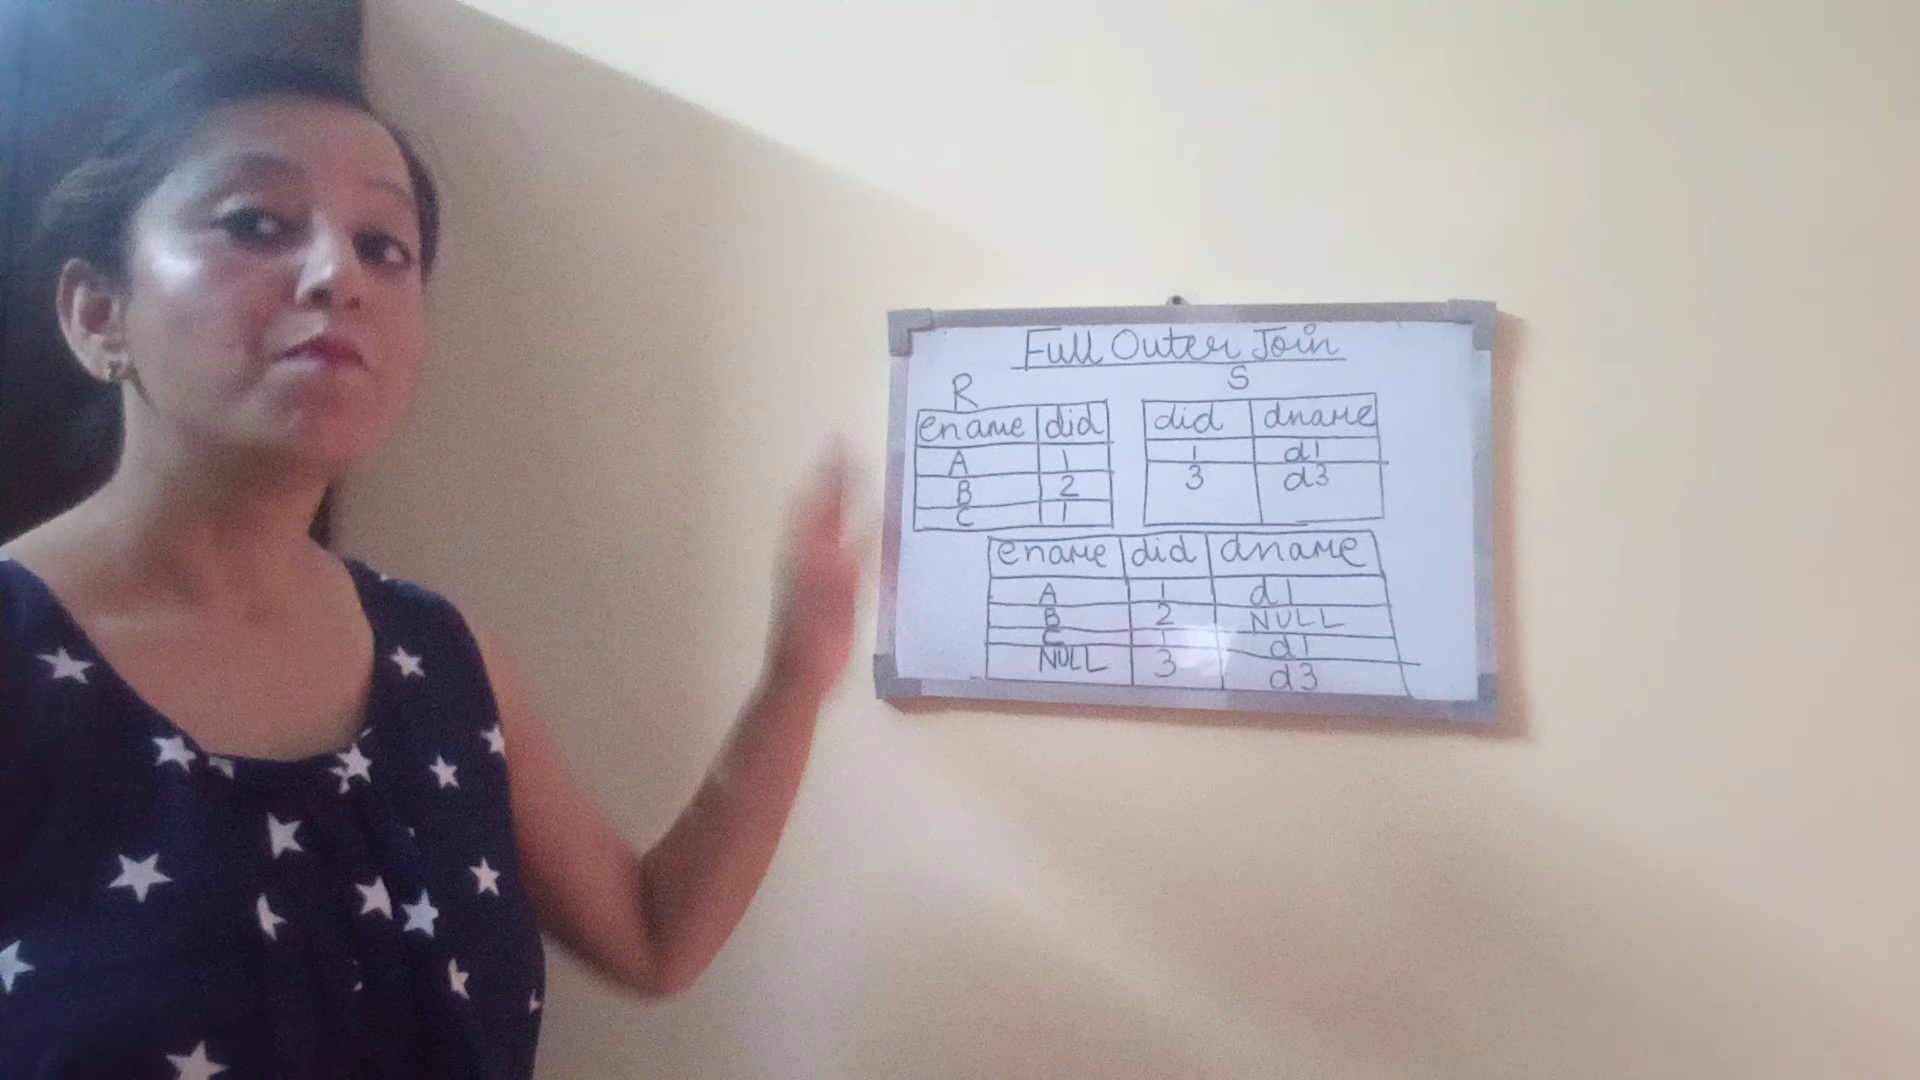 Full Outer Join
R S
ename did did dname
A 1 1 d1
B 2 3 d3
C 1
ename did dname
A 1 d1
B 2 NULL
C 1 d1
NULL 3 d3